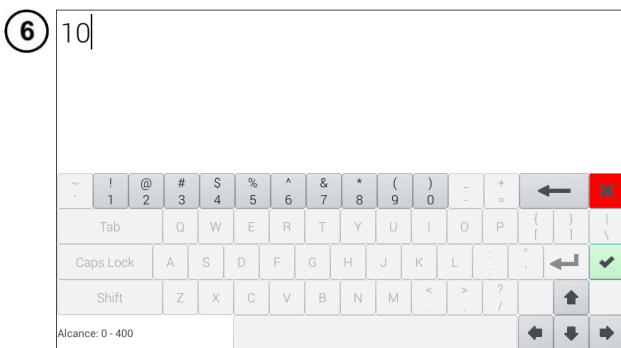 6
10
~ ! @ # $ % ^ & * ( ) _ +
` 1 2 3 4 5 6 7 8 9 0 - =
Tab Q W E R T Y U I O P { } |
[ ] \
Caps Lock A S D F G H J K L : "
; '
Shift Z X C V B N M < > ?
, . /
Alcance: 0 - 400